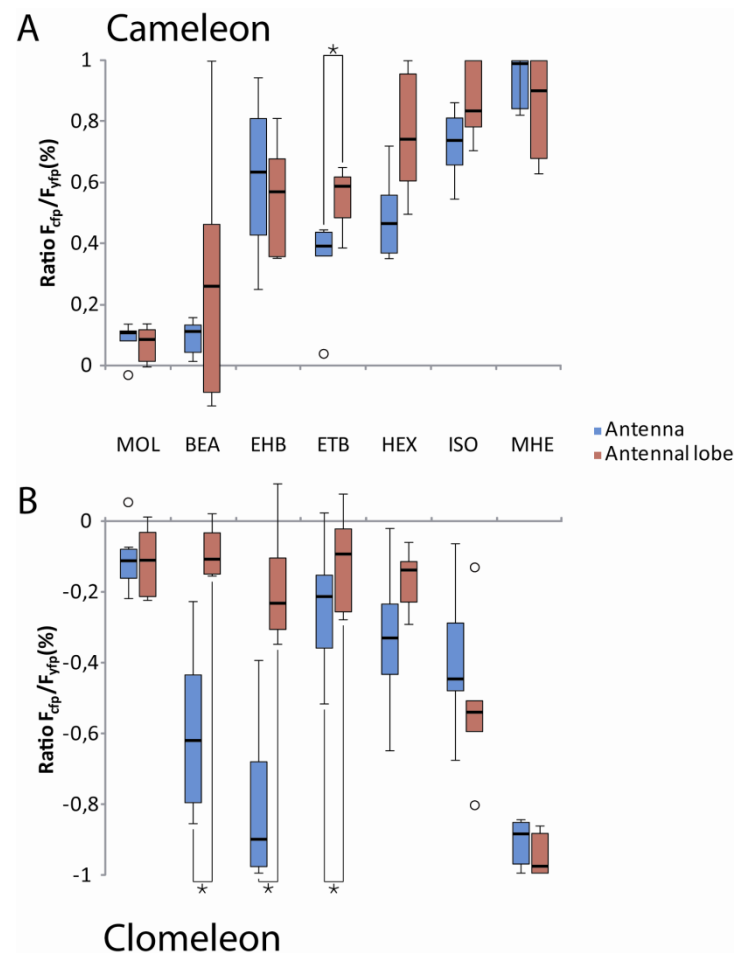 A Cameleon
*
1
0,8
0,6
0,4
0,2
0
Ratio Fcfp/Fyfp(%)
MOL BEA EHB ETB HEX ISO MHE
Antenna
Antennal lobe
B
0
-0,2
-0,4
-0,6
-0,8
-1
Ratio Fcfp/Fyfp(%)
* * *
Clomeleon